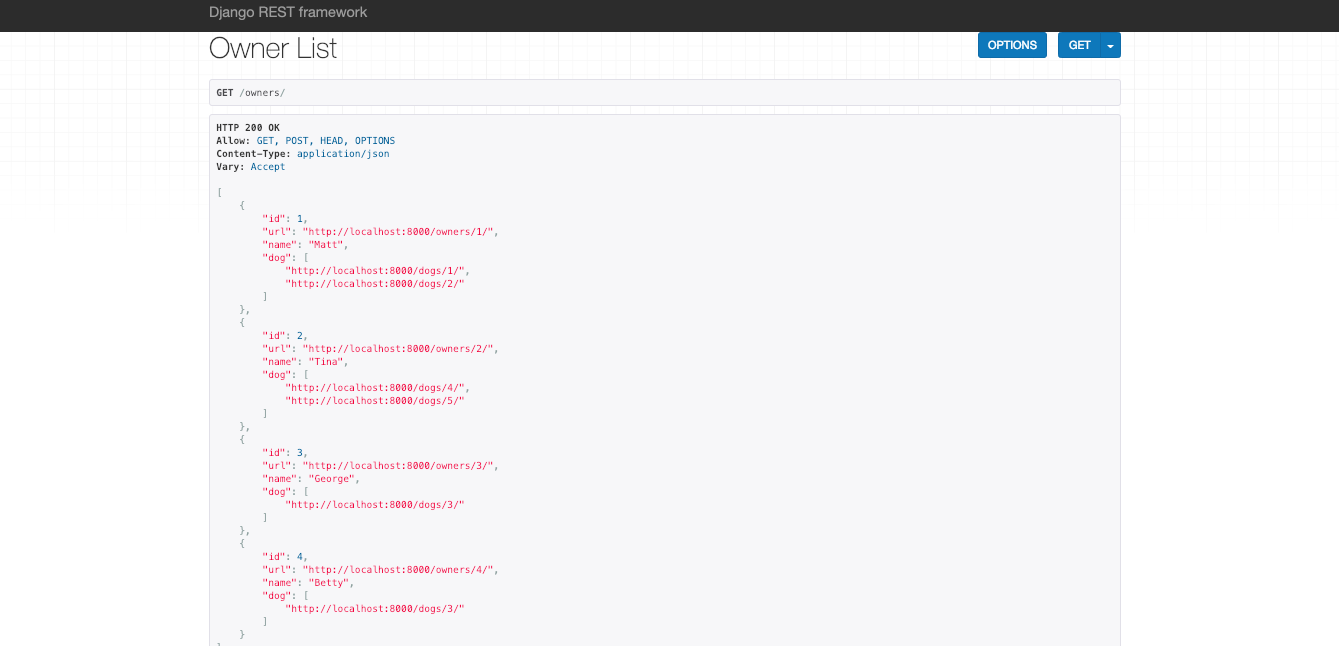 Django REST framework
Owner List
OPTIONS GET
GET /owners/
HTTP 200 OK
Allow: GET, POST, HEAD, OPTIONS
Content-Type: application/json
Vary: Accept
[
    {
        "id": 1,
        "url": "http://localhost:8000/owners/1/",
        "name": "Matt",
        "dog": [
            "http://localhost:8000/dogs/1/",
            "http://localhost:8000/dogs/2/"
        ]
    },
    {
        "id": 2,
        "url": "http://localhost:8000/owners/2/",
        "name": "Tina",
        "dog": [
            "http://localhost:8000/dogs/4/",
            "http://localhost:8000/dogs/5/"
        ]
    },
    {
        "id": 3,
        "url": "http://localhost:8000/owners/3/",
        "name": "George",
        "dog": [
            "http://localhost:8000/dogs/3/"
        ]
    },
    {
        "id": 4,
        "url": "http://localhost:8000/owners/4/",
        "name": "Betty",
        "dog": [
            "http://localhost:8000/dogs/3/"
        ]
    }